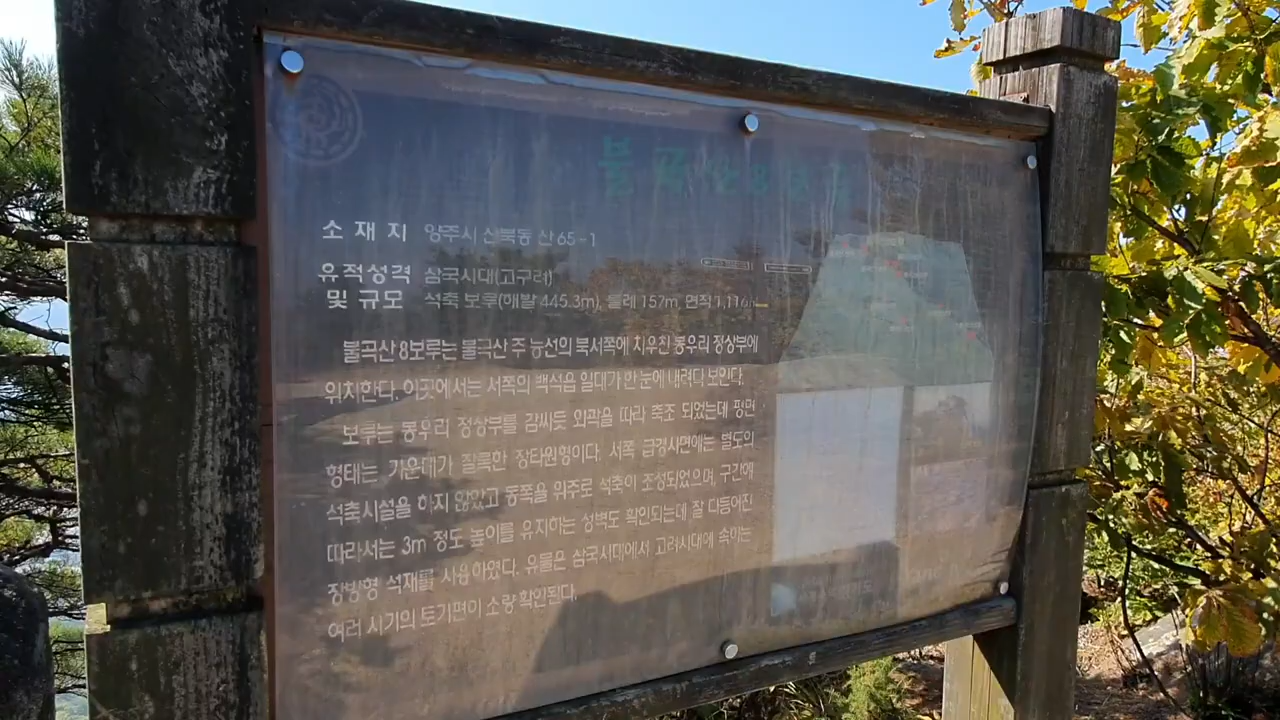 불곡산 8보루
소재지 양주시 산북동 산 65-1
유적성격 삼국시대(고구려)
및 규모 석축 보루(해발 445.3m), 둘레 157m, 면적
불곡산 8보루는 불곡산 주 능선의 북서쪽에 치우친 봉우리 정상부에
위치한다. 이곳에서는 서쪽의 백석읍 일대가 한 눈에 내려다 보인다.
보루는 봉우리 정상부를 감싸듯 외곽을 따라 축조 되었는데 평면
형태는 가운데가 잘록한 장타원형이다. 서쪽 급경사면에는 별도의
석축시설을 하지 않았고 동쪽을 위주로 석축이 조성되었으며, 구간에
따라서는 3m 정도 높이를 유지하는 성벽도 확인되는데 잘 다듬어진
장방형 석재를 사용하였다. 유물은 삼국시대에서 고려시대에 속하는
여러 시기의 토기편이 소량 확인된다.